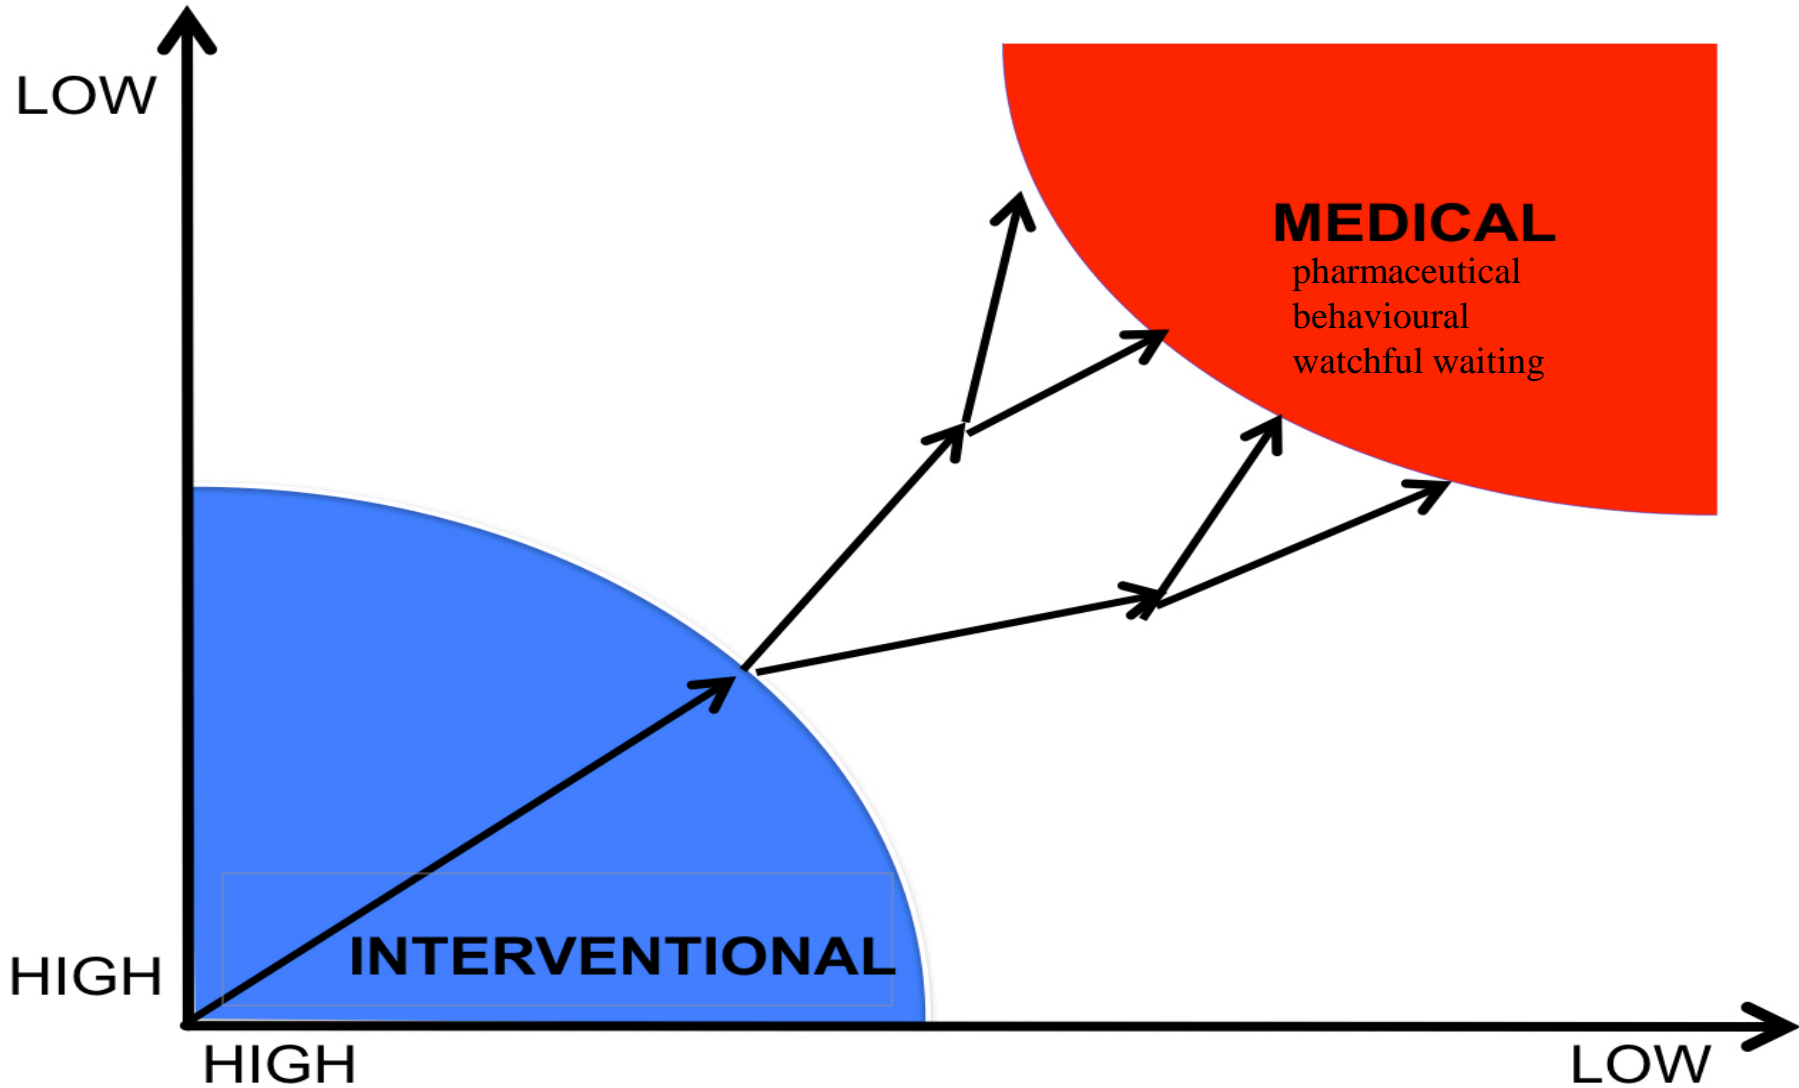 LOW
MEDICAL
pharmaceutical
behavioural
watchful waiting
INTERVENTIONAL
HIGH
HIGH
LOW